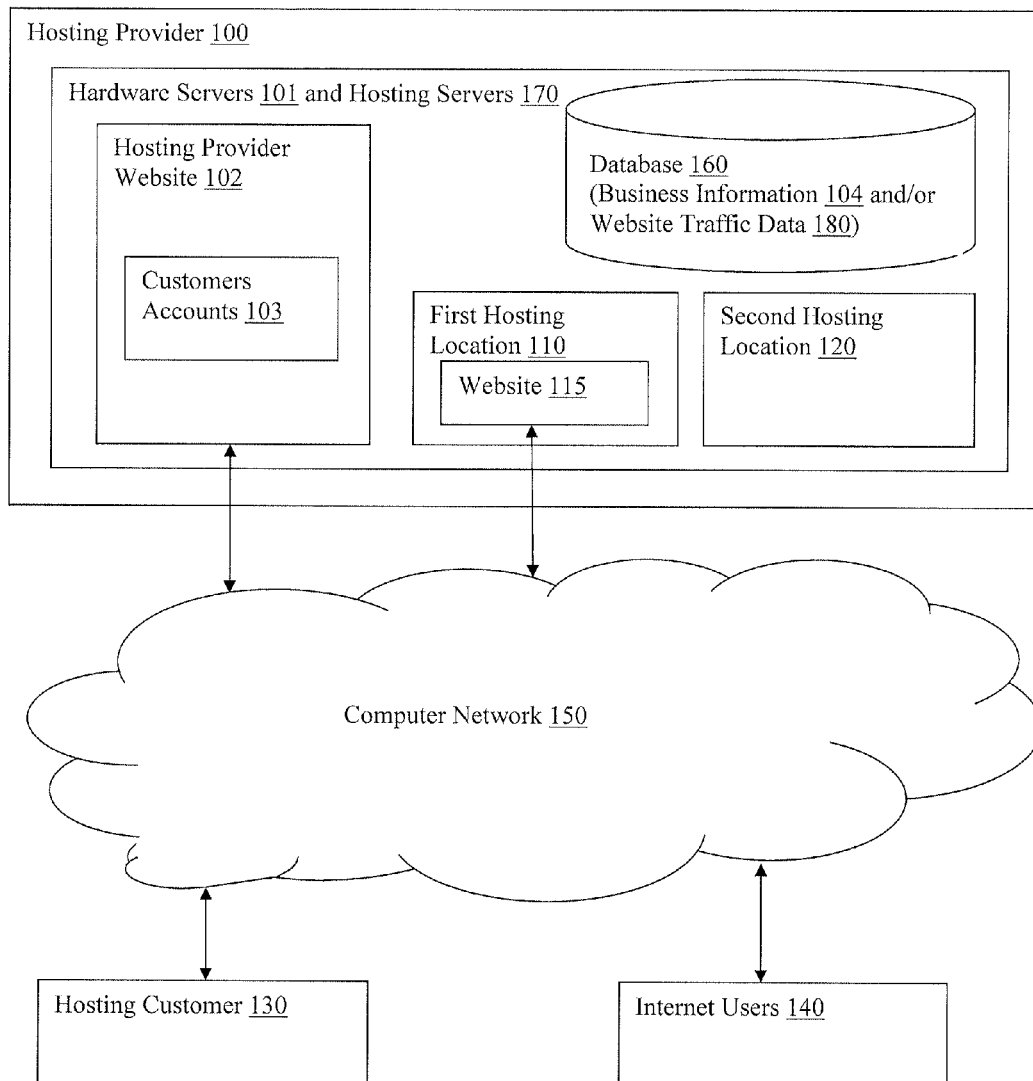 Hosting Provider 100
Hardware Servers 101 and Hosting Servers 170
Hosting Provider
Website 102
Customers
Accounts 103
Database 160
(Business Information 104 and/or
Website Traffic Data 180)
First Hosting
Location 110
Website 115
Second Hosting
Location 120
Computer Network 150
Hosting Customer 130
Internet Users 140